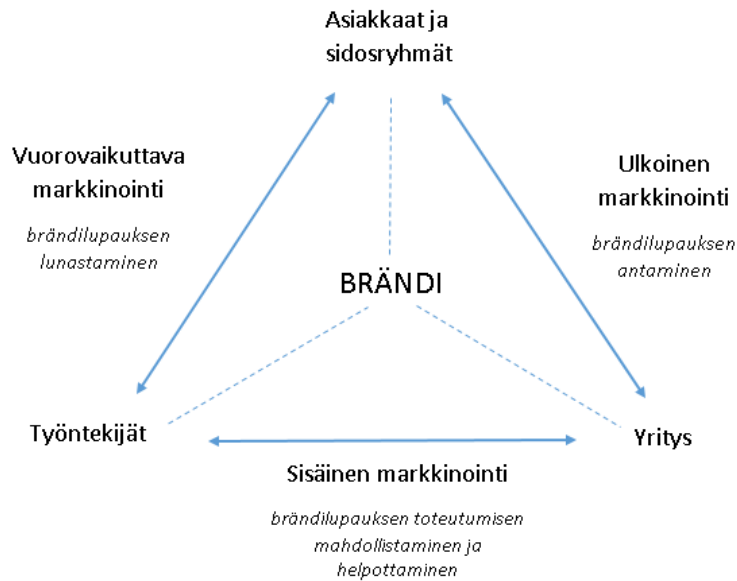 Asiakkaat ja
sidosryhmät
Vuorovaikuttava
markkinointi
brändilupauksen
lunastaminen
Ulkoinen
markkinointi
brändilupauksen
antaminen
BRÄNDI
Työntekijät
Yritys
Sisäinen markkinointi
brändilupauksen toteutumisen
mahdollistaminen ja
helpottaminen